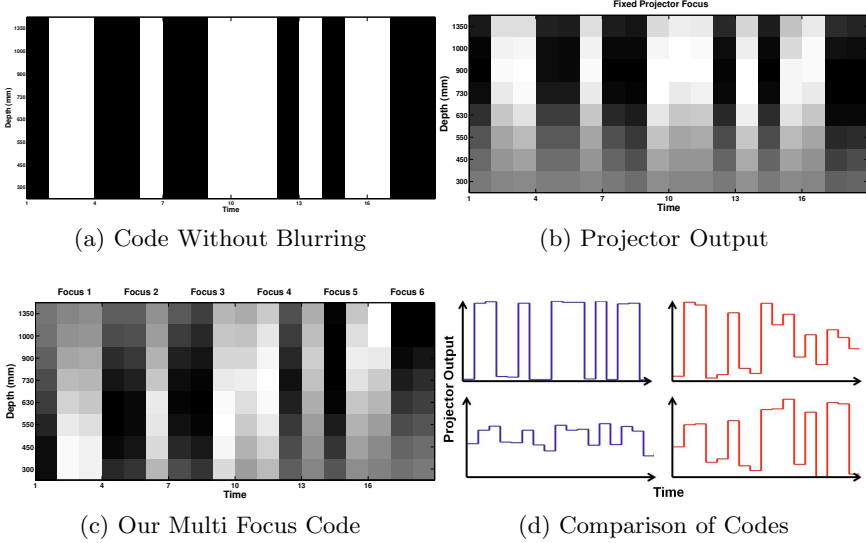 Fixed Projector Focus
1350
1000
900
730
630
550
450
300
Depth (mm)
1 4 7 10 13 16
Time
1350
1000
900
730
630
550
450
300
Depth (mm)
1 4 7 10 13 16
Time
(a) Code Without Blurring
(b) Projector Output
Focus 1 Focus 2 Focus 3 Focus 4 Focus 5 Focus 6
1350
1000
900
730
630
550
450
300
Depth (mm)
1 4 7 10 13 16
Time
Projector Output
Time
(c) Our Multi Focus Code
(d) Comparison of Codes